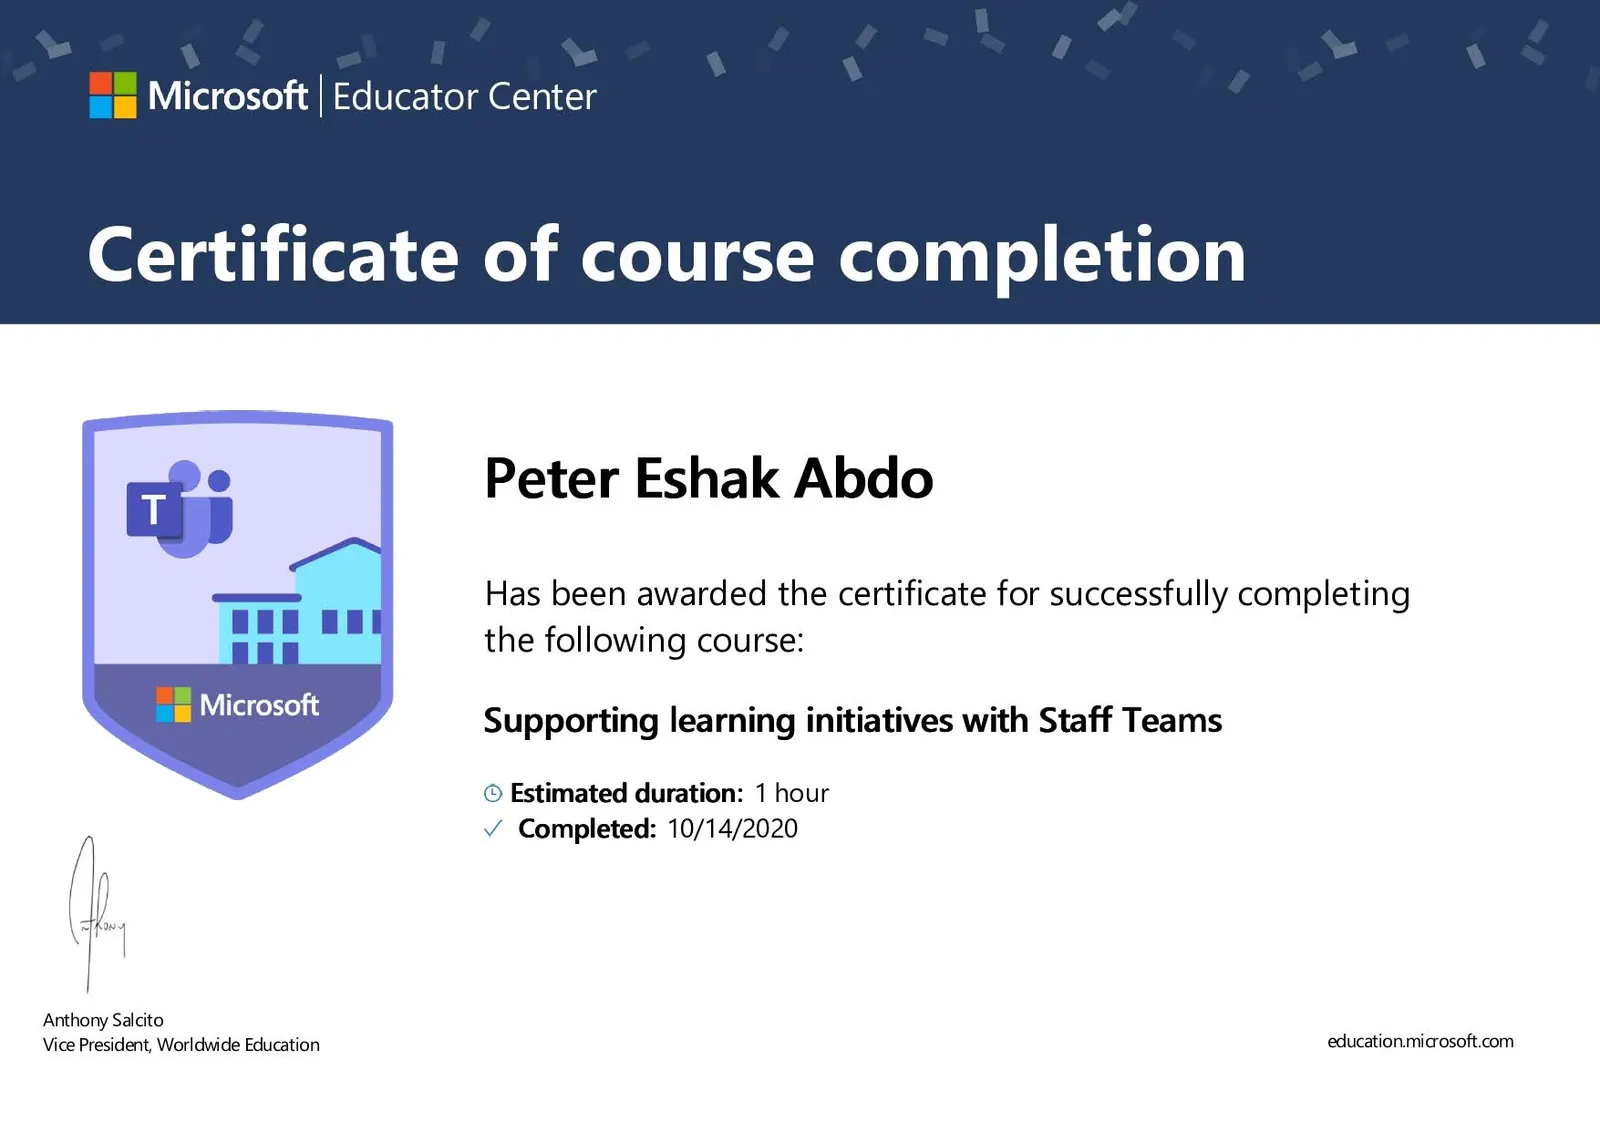 Microsoft | Educator Center
Certificate of course completion
T
Microsoft
Peter Eshak Abdo
Has been awarded the certificate for successfully completing
the following course:
Supporting learning initiatives with Staff Teams
Estimated duration: 1 hour
Completed: 10/14/2020
Anthony
Anthony Salcito
Vice President, Worldwide Education
education.microsoft.com